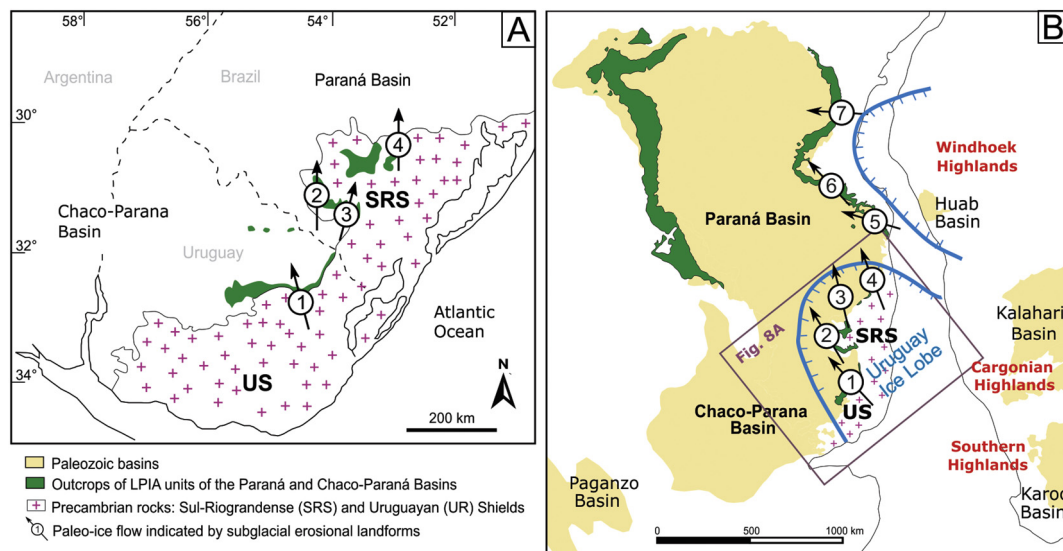 A
58°
56°
54°
52°
Argentina
Brazil
Paraná Basin
30°
4
2
3
SRS
Chaco-Parana
Basin
32°
Uruguay
1
Atlantic
Ocean
34°
US
N
200 km
Paleozoic basins
Outcrops of LPIA units of the Paraná and Chaco-Paraná Basins
Precambrian rocks: Sul-Riograndense (SRS) and Uruguayan (UR) Shields
1 Paleo-ice flow indicated by subglacial erosional landforms
B
7
Windhoek
Highlands
6
5
Huab
Basin
Paraná Basin
4
3
2
SRS
Fig. 8A
Uruguay
Ice Lobe
1
US
Kalahari
Basin
Cargonian
Highlands
Chaco-Parana
Basin
Southern
Highlands
Paganzo
Basin
Karoo
Basin
0 500 1000 km